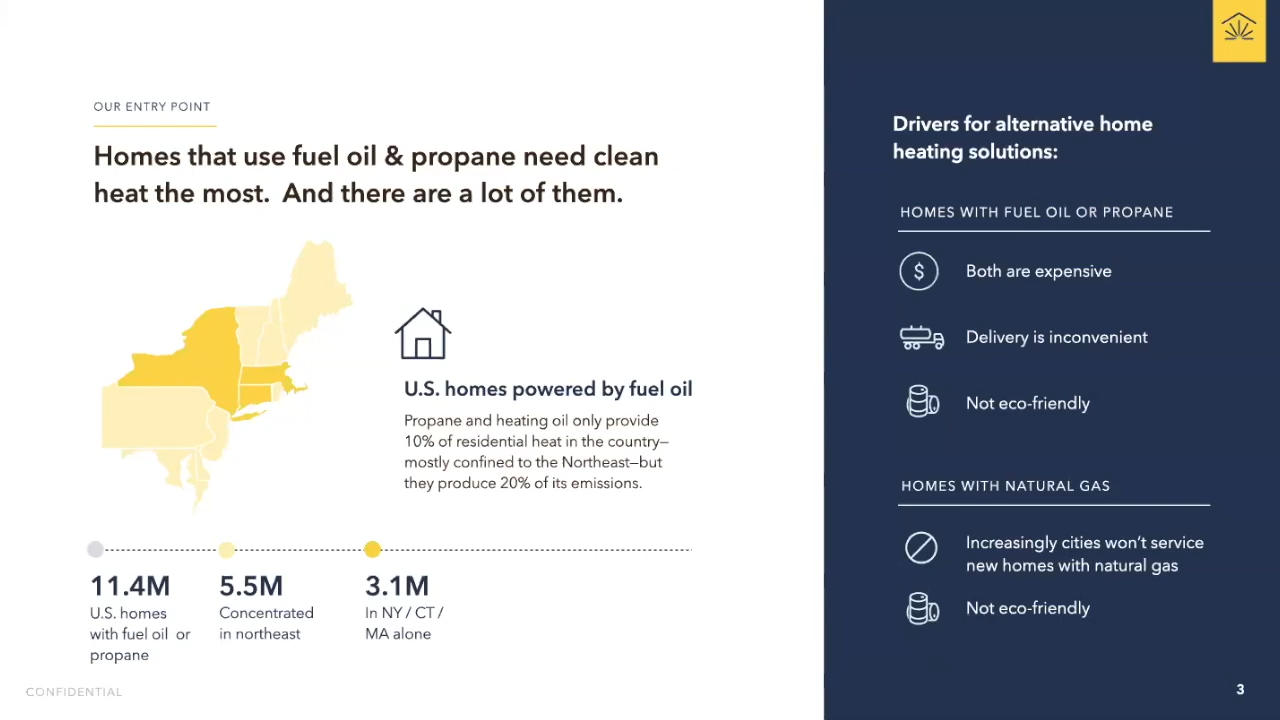 OUR ENTRY POINT
Homes that use fuel oil & propane need clean
heat the most.  And there are a lot of them.
U.S. homes powered by fuel oil
Propane and heating oil only provide
10% of residential heat in the country—
mostly confined to the Northeast—but
they produce 20% of its emissions.
11.4M
U.S. homes
with fuel oil  or
propane
5.5M
Concentrated
in northeast
3.1M
In NY / CT /
MA alone
CONFIDENTIAL
Drivers for alternative home
heating solutions:
HOMES WITH FUEL OIL OR PROPANE
$
Both are expensive
Delivery is inconvenient
Not eco-friendly
HOMES WITH NATURAL GAS
Increasingly cities won't service
new homes with natural gas
Not eco-friendly
3